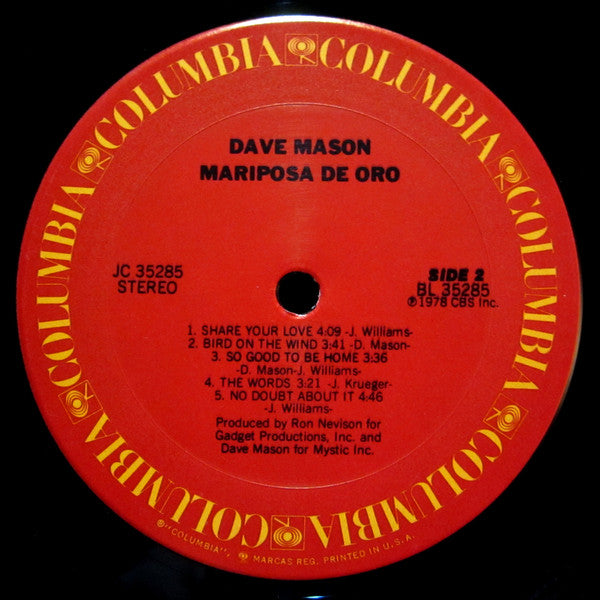 COLUMBIA COLUMBIA COLUMBIA COLUMBIA COLUMBIA COLUMBIA
DAVE MASON
MARIPOSA DE ORO
JC 35285
STEREO
SIDE 2
BL 35285
℗ 1978 CBS Inc.
1. SHARE YOUR LOVE 4:09 -J. Williams-
2. BIRD ON THE WIND 3:41 -D. Mason-
3. SO GOOD TO BE HOME 3:36
-D. Mason-J. Williams-
4. THE WORDS 3:21 -J. Krueger-
5. NO DOUBT ABOUT IT 4:46
-J. Williams-
Produced by Ron Nevison for
Gadget Productions, Inc. and
Dave Mason for Mystic Inc.
®"COLUMBIA", MARCAS REG. PRINTED IN U.S.A.